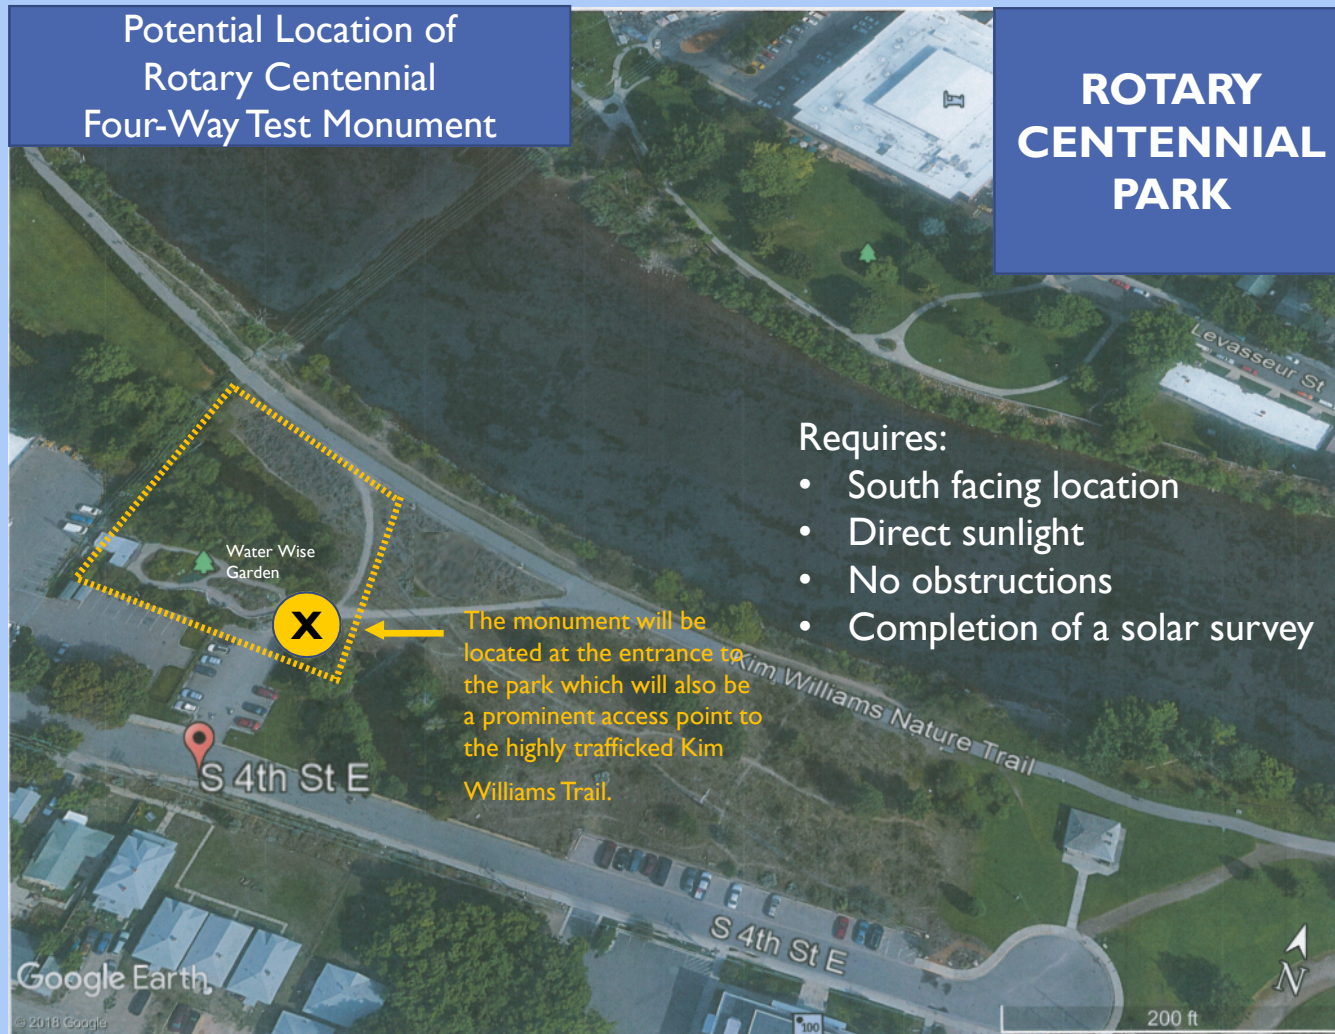 Potential Location of
Rotary Centennial
Four-Way Test Monument
ROTARY
CENTENNIAL
PARK
Levasseur St
Requires:
• South facing location
• Direct sunlight
• No obstructions
• Completion of a solar survey
Water Wise
Garden
X
The monument will be
located at the entrance to
the park which will also be
a prominent access point to
the highly trafficked Kim
Williams Trail.
Kim Williams Nature Trail
S 4th St E
S 4th St E
Google Earth
© 2018 Google
100
N
200 ft